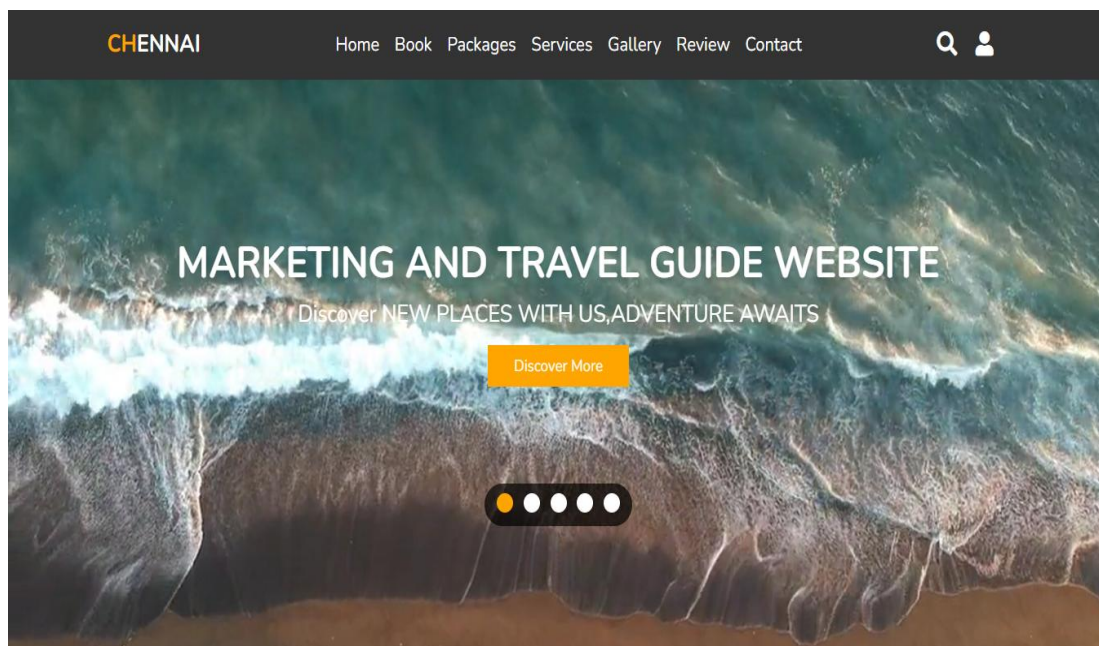 CHENNAI Home Book Packages Services Gallery Review Contact
MARKETING AND TRAVEL GUIDE WEBSITE
Discover NEW PLACES WITH US,ADVENTURE AWAITS
Discover More